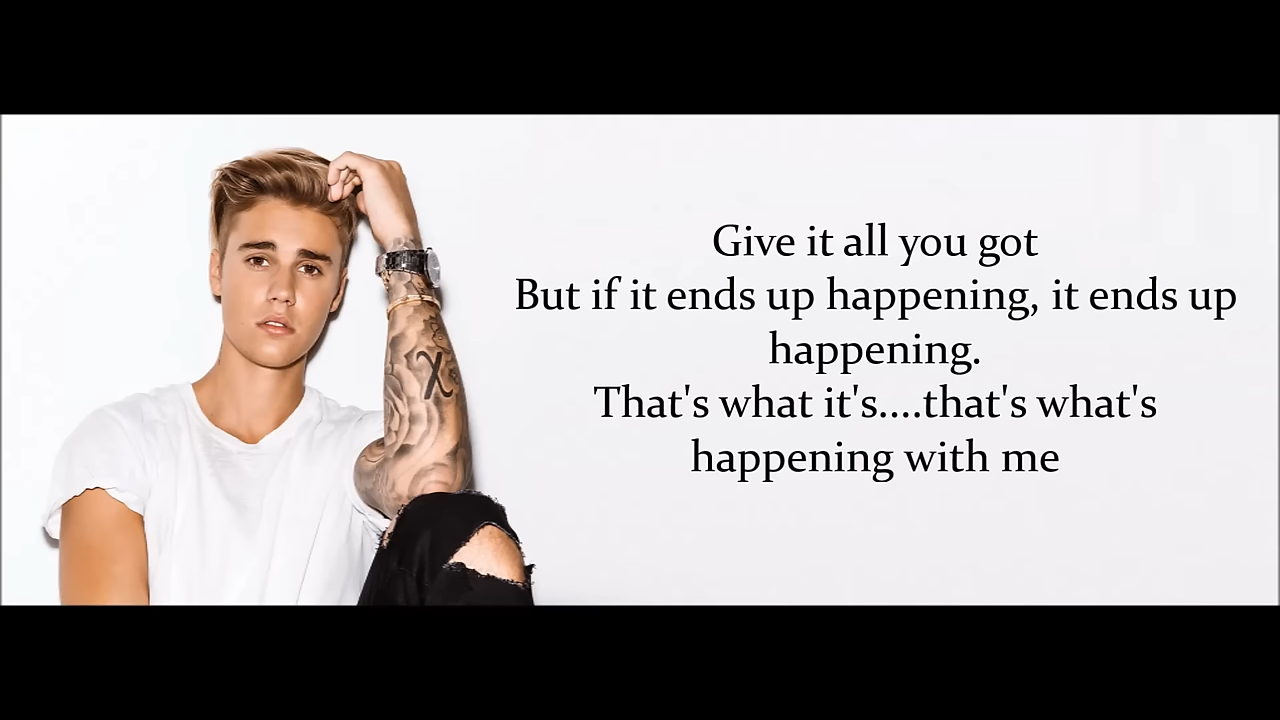 Give it all you got
But if it ends up happening, it ends up
happening.
That's what it's....that's what's
happening with me